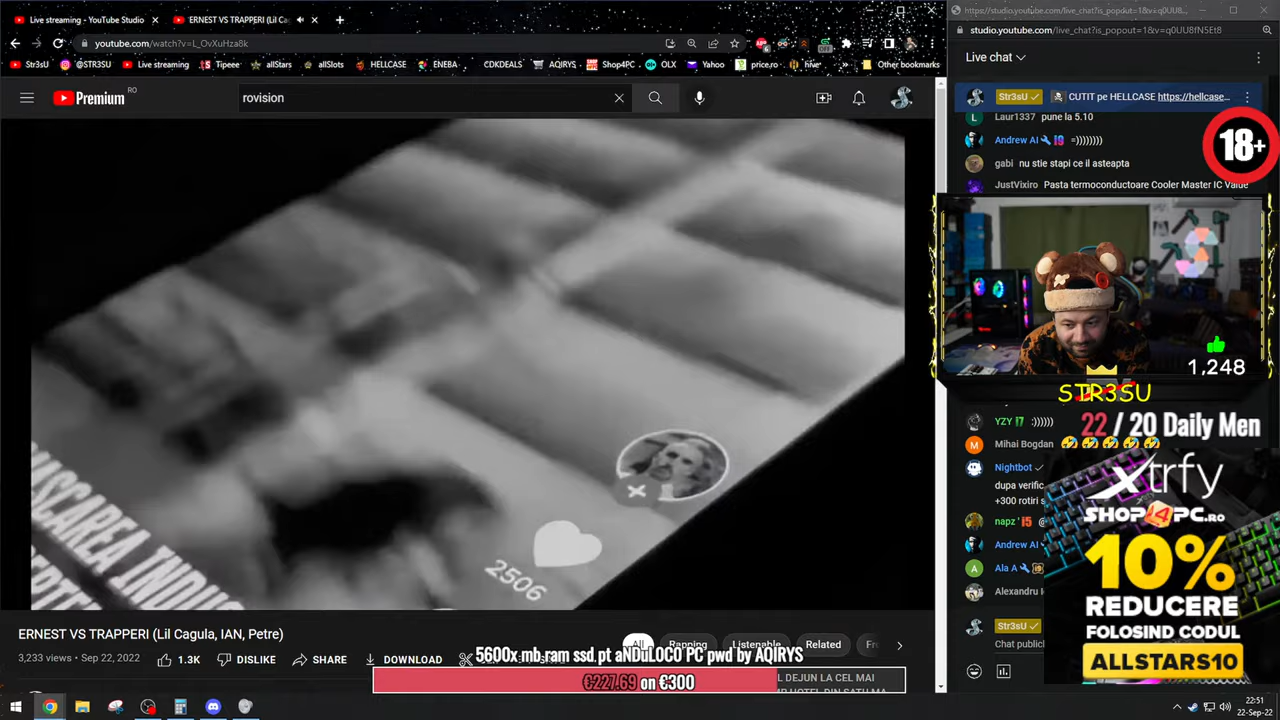 Live streaming - YouTube Studio
ERNEST VS TRAPPERI (Lil Ca
youtube.com/watch?v=L_OvXuHza8k
Str3sU
@STR3SU
Live streaming
Tipeee
allStars
allSlots
HELLCASE
ENEBA
CDKDEALS
AQIRYS
Shop4PC
OLX
Yahoo
price.ro
hive
Other bookmarks
Premium RO
rovision
2506
ERNEST VS TRAPPERI (Lil Cagula, IAN, Petre)
3,233 views • Sep 22, 2022
1.3K
DISLIKE
SHARE
DOWNLOAD
All
Rapping
Listenable
Related
5600x mb ram ssd pt aNDuLOCO PC pwd by AQIRYS
€227.69 on €300
L DEJUN LA CEL MAI
https://studio.youtube.com/live_chat?is_popout=1&v=q0UU8...
studio.youtube.com/live_chat?is_popout=1&v=q0UU8fN5Et8
Live chat
Str3sU CUTIT pe HELLCASE https://hellcase...
Laur1337 pune la 5.10
Andrew AI =))))))))
gabi nu stie stapi ce il asteapta
JustVixiro Pasta termoconductoare Cooler Master IC Value
18+
1,248
STR3SU
22 / 20 Daily Men
YZY :))))))
Mihai Bogdan
Nightbot
dupa verific
+300 rotiri s
napz '
Andrew AI
Ala A
Alexandru
Str3sU
Chat public
xtrfy
SHOP4PC.RO
10%
REDUCERE
FOLOSIND CODUL
ALLSTARS10
22:51
22-Sep-22